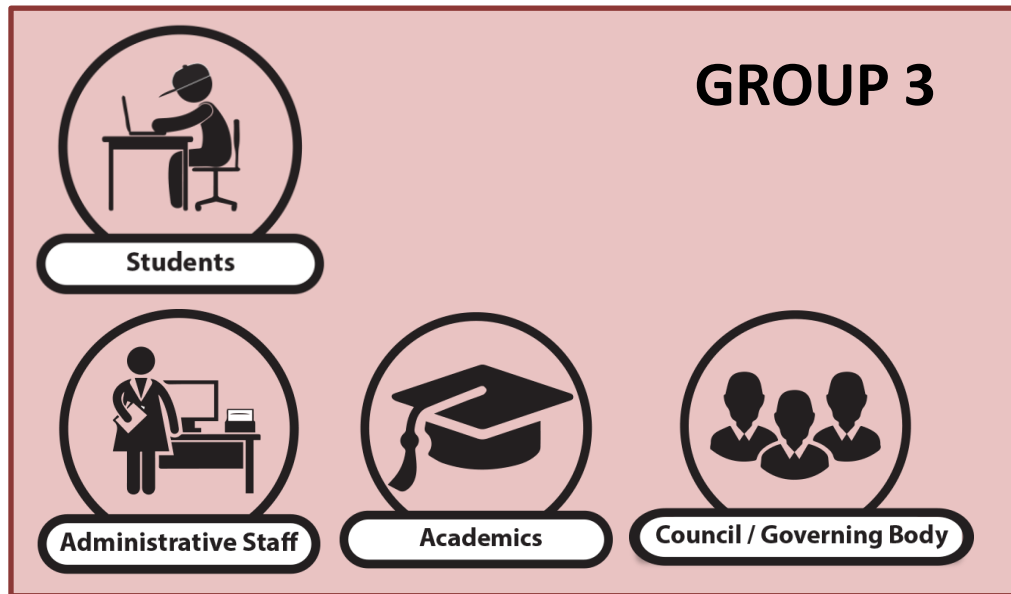 GROUP 3
Students
Administrative Staff
Academics
Council / Governing Body